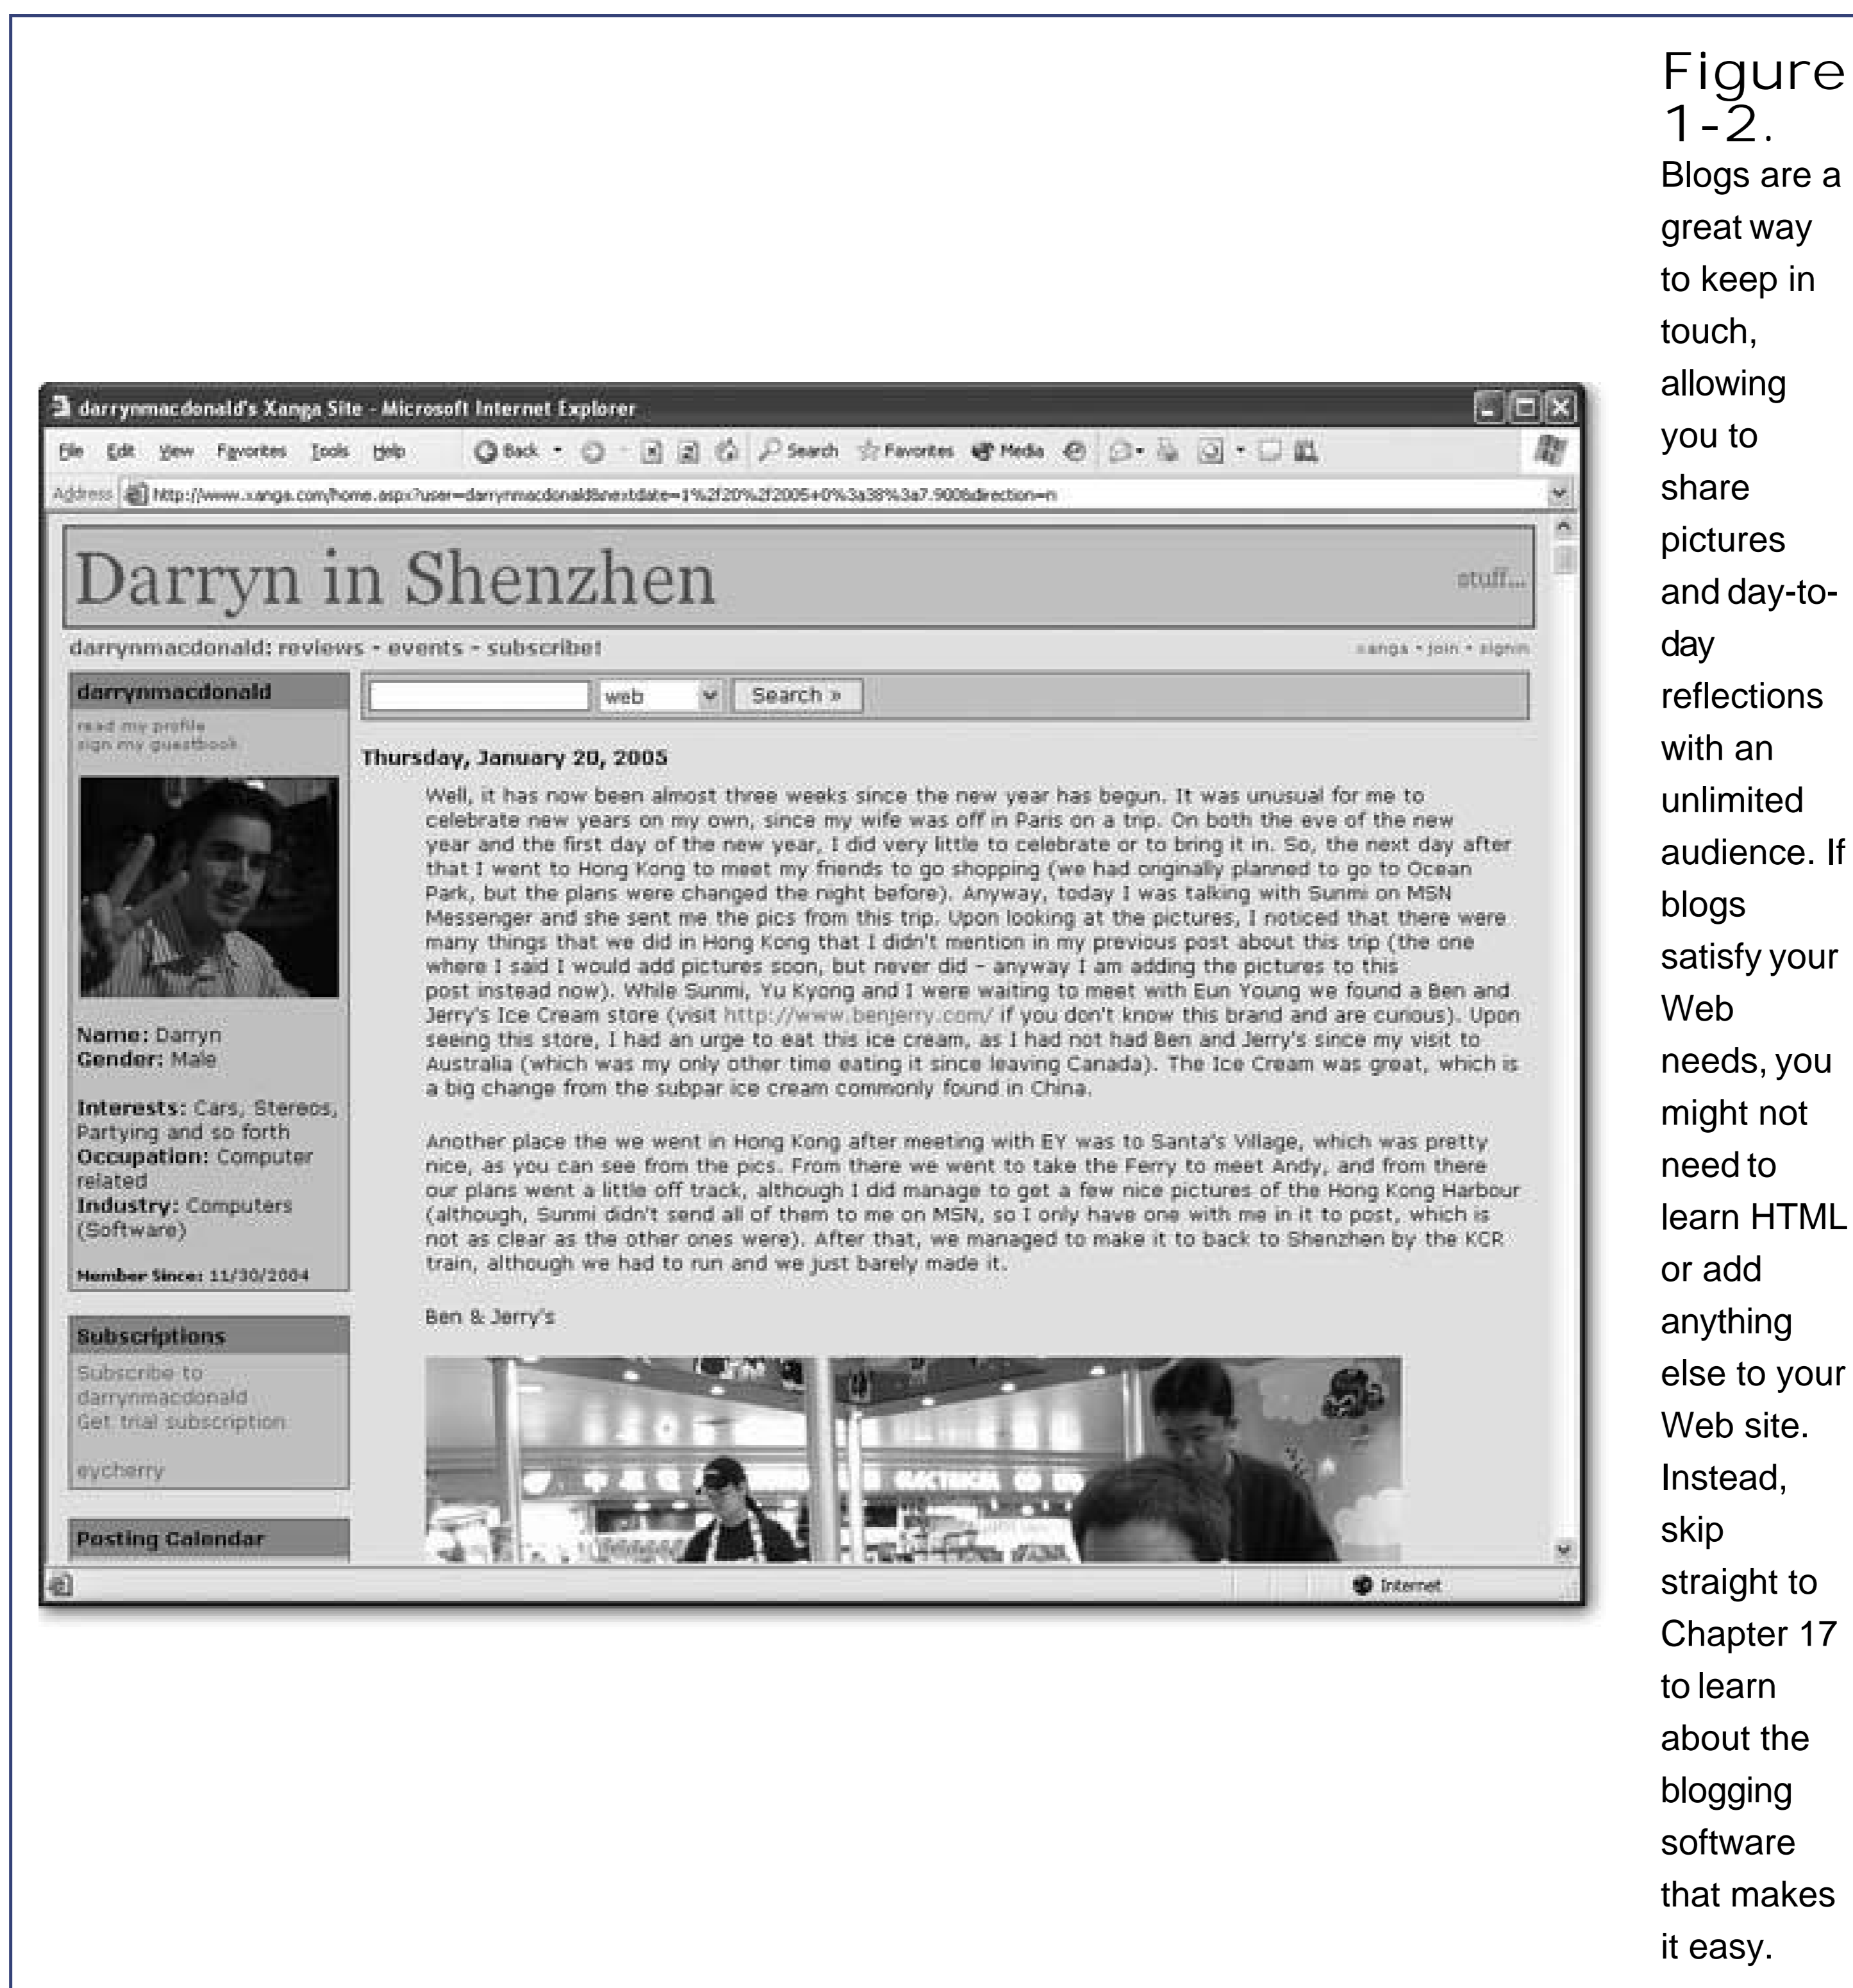 Figure
1-2.
Blogs are a
great way
to keep in
touch,
allowing
you to
share
pictures
and day-to-
day
reflections
with an
unlimited
audience. If
blogs
satisfy your
Web
needs, you
might not
need to
learn HTML
or add
anything
else to your
Web site.
Instead,
skip
straight to
Chapter 17
to learn
about the
blogging
software
that makes
it easy.
darrynmacdonald's Xanga Site - Microsoft Internet Explorer
File Edit View Favorites Tools Help Back Search Favorites Media
Address http://www.xanga.com/home.aspx?user=darrynmacdonald&nextdate=1%2f20%2f2005+0%3a38%3a7.900&direction=n
Darryn in Shenzhen
stuff...
darrynmacdonald: reviews - events - subscribe!
xanga • join • signin
darrynmacdonald
read my profile
sign my guestbook
Name: Darryn
Gender: Male
Interests: Cars, Stereos,
Partying and so forth
Occupation: Computer
related
Industry: Computers
(Software)
Member Since: 11/30/2004
Subscriptions
Subscribe to
darrynmacdonald
Get trial subscription
eycherry
Posting Calendar
web Search »
Thursday, January 20, 2005
Well, it has now been almost three weeks since the new year has begun. It was unusual for me to
celebrate new years on my own, since my wife was off in Paris on a trip. On both the eve of the new
year and the first day of the new year, I did very little to celebrate or to bring it in. So, the next day after
that I went to Hong Kong to meet my friends to go shopping (we had originally planned to go to Ocean
Park, but the plans were changed the night before). Anyway, today I was talking with Sunmi on MSN
Messenger and she sent me the pics from this trip. Upon looking at the pictures, I noticed that there were
many things that we did in Hong Kong that I didn't mention in my previous post about this trip (the one
where I said I would add pictures soon, but never did - anyway I am adding the pictures to this
post instead now). While Sunmi, Yu Kyong and I were waiting to meet with Eun Young we found a Ben and
Jerry's Ice Cream store (visit http://www.benjerry.com/ if you don't know this brand and are curious). Upon
seeing this store, I had an urge to eat this ice cream, as I had not had Ben and Jerry's since my visit to
Australia (which was my only other time eating it since leaving Canada). The Ice Cream was great, which is
a big change from the subpar ice cream commonly found in China.
Another place the we went in Hong Kong after meeting with EY was to Santa's Village, which was pretty
nice, as you can see from the pics. From there we went to take the Ferry to meet Andy, and from there
our plans went a little off track, although I did manage to get a few nice pictures of the Hong Kong Harbour
(although, Sunmi didn't send all of them to me on MSN, so I only have one with me in it to post, which is
not as clear as the other ones were). After that, we managed to make it to back to Shenzhen by the KCR
train, although we had to run and we just barely made it.
Ben & Jerry's
Internet